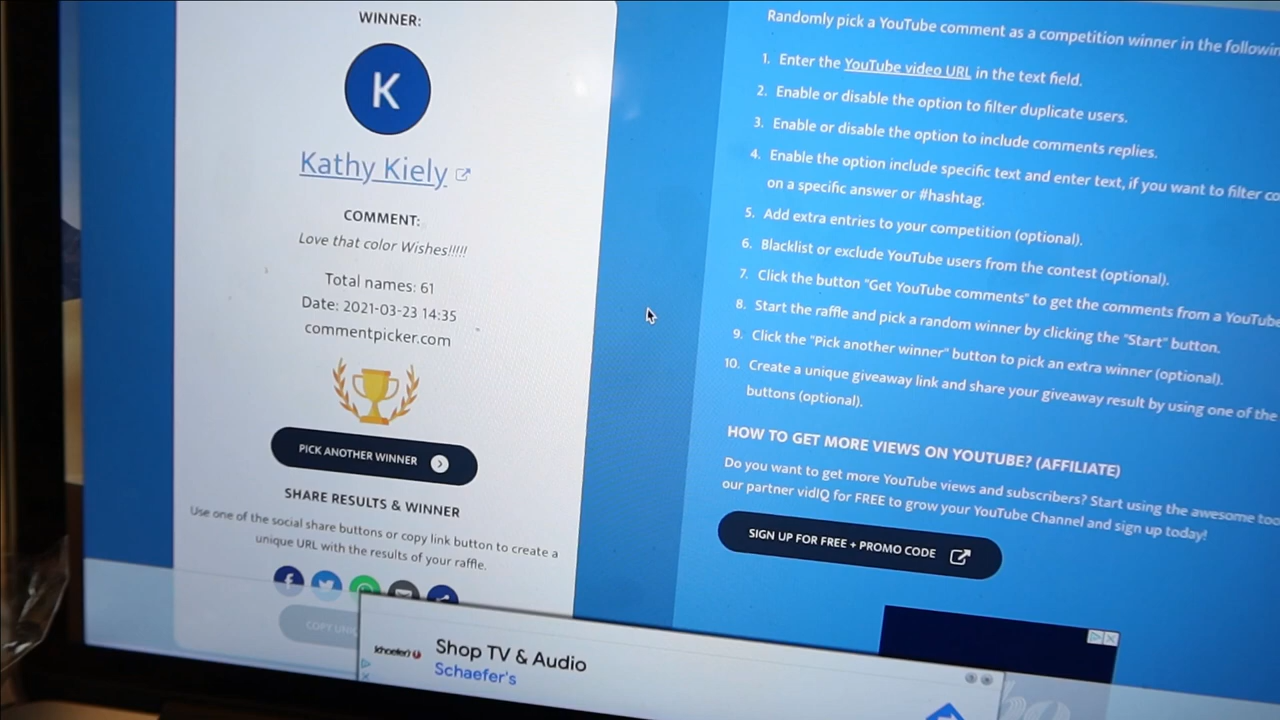 WINNER:
K
Kathy Kiely
COMMENT:
Love that color Wishes!!!!!
Total names: 61
Date: 2021-03-23 14:35
commentpicker.com
PICK ANOTHER WINNER
SHARE RESULTS & WINNER
Use one of the social share buttons or copy link button to create a
unique URL with the results of your raffle.
Randomly pick a YouTube comment as a competition winner in the
1. Enter the YouTube video URL in the text field.
2. Enable or disable the option to filter duplicate users.
3. Enable or disable the option to include comments replies.
4. Enable the option include specific text and enter text, if you want to filter
on a specific answer or #hashtag.
5. Add extra entries to your competition (optional).
6. Blacklist or exclude YouTube users from the contest (optional).
7. Click the button "Get YouTube comments" to get the comments from a
8. Start the raffle and pick a random winner by clicking the "Start" button.
9. Click the "Pick another winner" button to pick an extra winner (optional).
10. Create a unique giveaway link and share your giveaway result by using one of the
buttons (optional).
HOW TO GET MORE VIEWS ON YOUTUBE? (AFFILIATE)
Do you want to get more YouTube views and subscribers? Start using the awesome
our partner vidIQ for FREE to grow your YouTube Channel and sign up today!
SIGN UP FOR FREE + PROMO CODE
COPY
Shop TV & Audio
Schaefer's